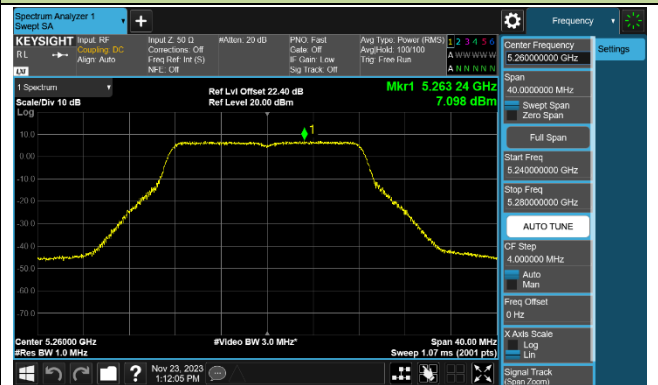 Spectrum Analyzer 1
Swept SA
+
Frequency
KEYSIGHT
RL
LXI
Input: RF
Coupling: DC
Align: Auto
Input Z: 50 Ω
Corrections: Off
Freq Ref: Int (S)
NFE: Off
#Atten: 20 dB
PNO: Fast
Gate: Off
IF Gain: Low
Sig Track: Off
Avg Type: Power (RMS)
Avg|Hold: 100/100
Trig: Free Run
1 2 3 4 5 6
A W W W W W
A N N N N N
1 Spectrum
Scale/Div 10 dB
Log
Ref Lvl Offset 22.40 dB
Ref Level 20.00 dBm
Mkr1 5.263 24 GHz
7.098 dBm
1
10.0
0.00
-10.0
-20.0
-30.0
-40.0
-50.0
-60.0
-70.0
Center 5.26000 GHz
#Res BW 1.0 MHz
#Video BW 3.0 MHz*
Span 40.00 MHz
Sweep 1.07 ms (2001 pts)
Nov 23, 2023
1:12:05 PM
?
Center Frequency
5.260000000 GHz
Settings
Span
40.0000000 MHz
Swept Span
Zero Span
Full Span
Start Freq
5.240000000 GHz
Stop Freq
5.280000000 GHz
AUTO TUNE
CF Step
4.000000 MHz
Auto
Man
Freq Offset
0 Hz
X Axis Scale
Log
Lin
Signal Track
(Span Zoom)